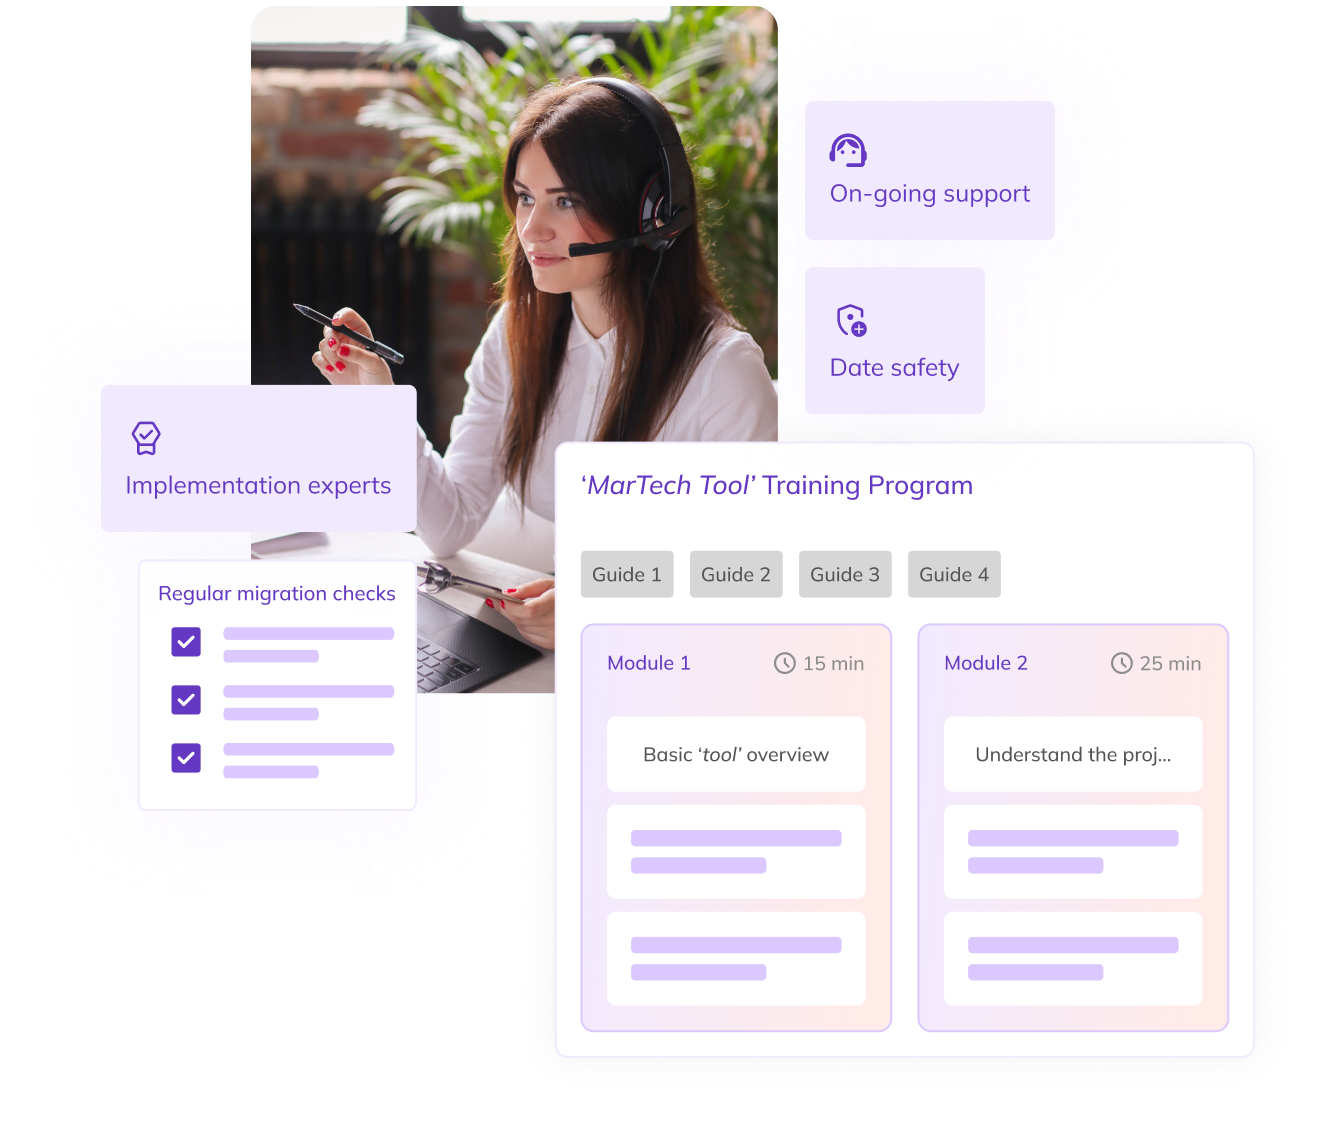 On-going support
Date safety
Implementation experts
Regular migration checks
‘MarTech Tool’ Training Program
Guide 1
Guide 2
Guide 3
Guide 4
Module 1
15 min
Basic ‘tool’ overview
Module 2
25 min
Understand the proj...